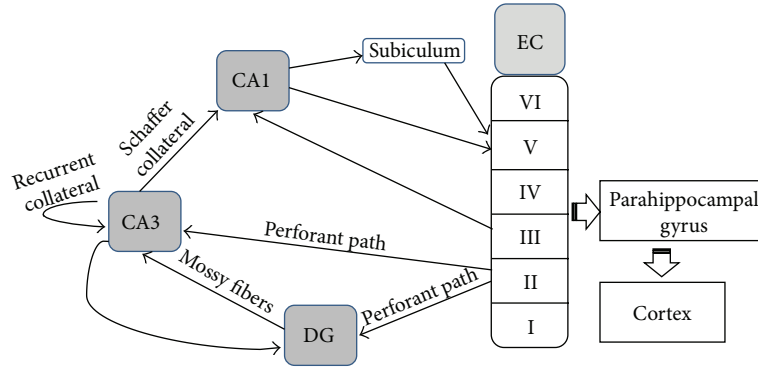 Subiculum
EC
CA1
VI
V
IV
III
II
I
Schaffer
collateral
Recurrent
collateral
CA3
Perforant path
Mossy fibers
Perforant path
DG
Parahippocampal
gyrus
Cortex